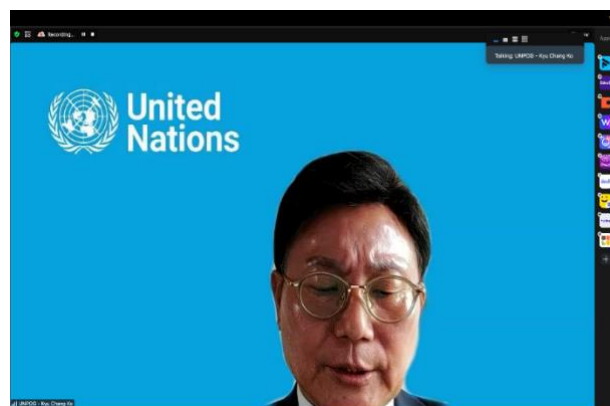 Recording...
Talking: UNPOG - Kyu Chang Ko
United
Nations
UNPOG - Kyu Chang Ko